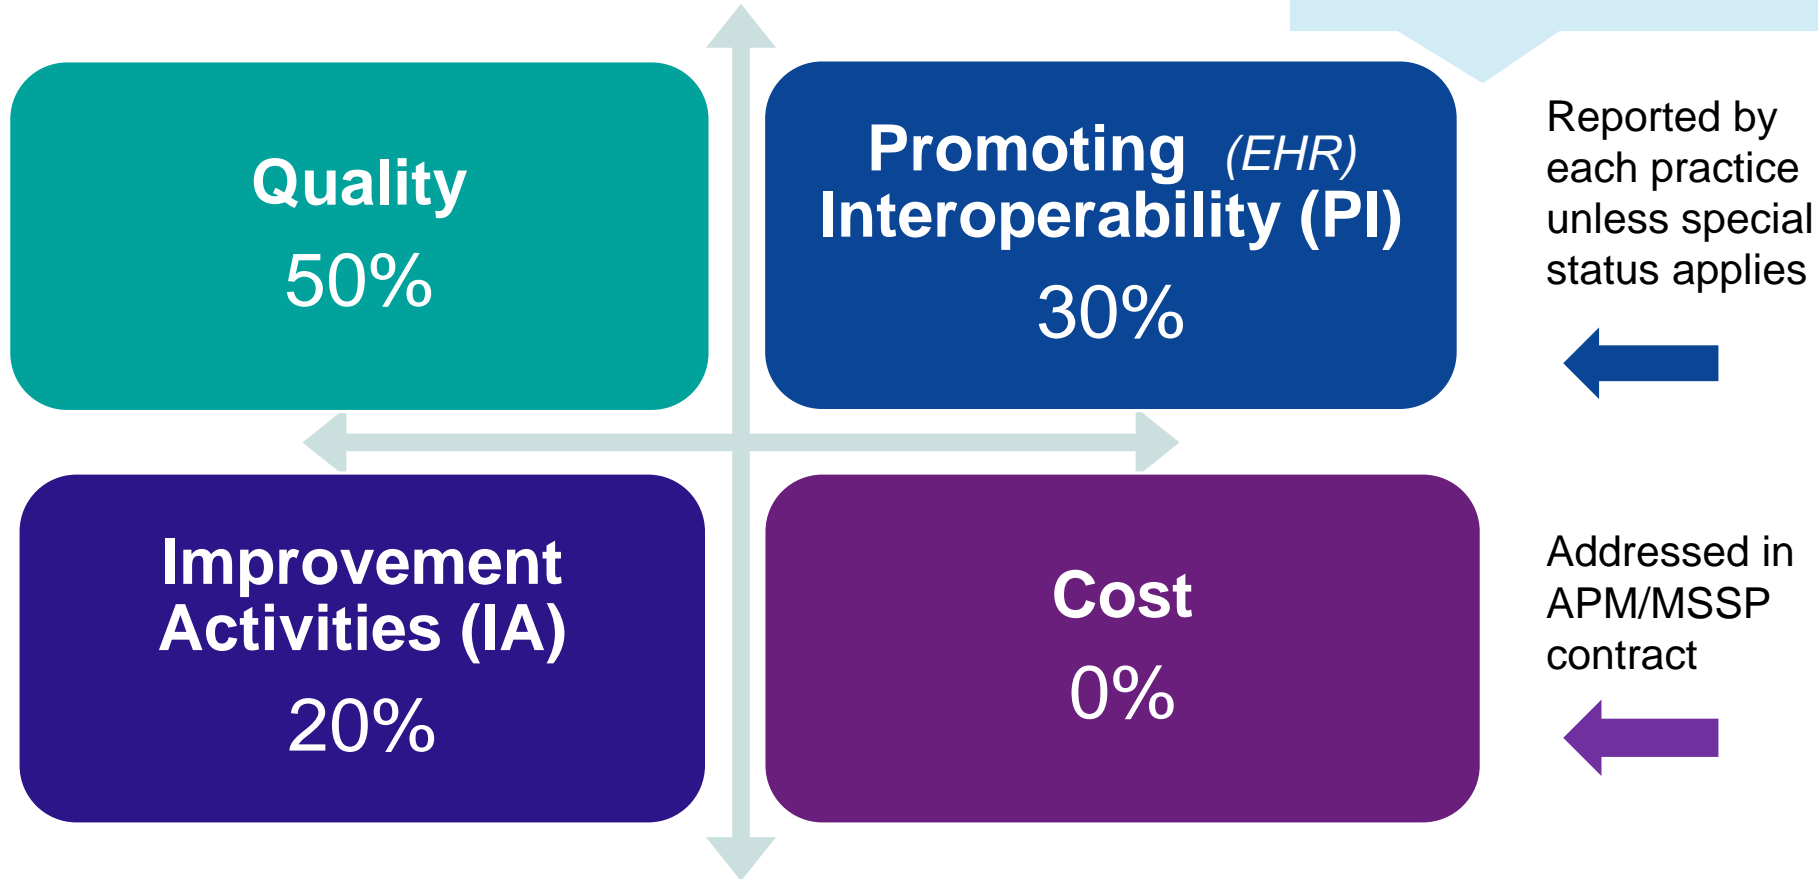 Quality
50%
Promoting (EHR)
Interoperability (PI)
30%
Reported by
each practice
unless special
status applies
Improvement
Activities (IA)
20%
Cost
0%
Addressed in
APM/MSSP
contract